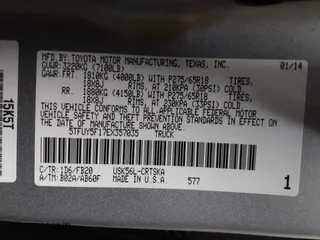 MFD. BY: TOYOTA MOTOR MANUFACTURING, TEXAS, INC. 01/14
GVWR: 3220KG (7100LB)
GAWR: FRT. 1810KG (4000LB) WITH P275/65R18 TIRES,
18X8J RIMS, AT 210KPA (30PSI) COLD
RR. 1880KG (4150LB) WITH P275/65R18 TIRES,
18X8J RIMS, AT 230KPA (33PSI) COLD
THIS VEHICLE CONFORMS TO ALL APPLICABLE FEDERAL MOTOR
VEHICLE SAFETY AND THEFT PREVENTION STANDARDS IN EFFECT
ON THE DATE OF MANUFACTURE SHOWN ABOVE.
5TFUY5F17EX357035 TRUCK
C/TR: 1D6/FB20 USK56L-CRTSKA
A/TM: B02A/AB60F MADE IN U.S.A. 577 1
15K5T